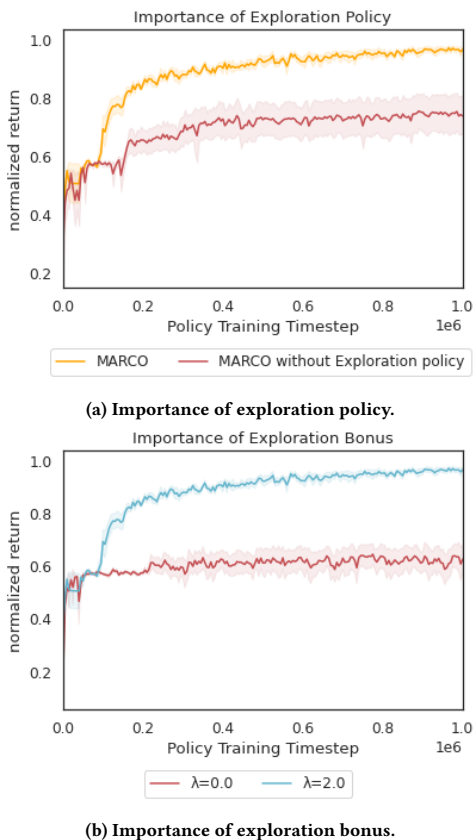 Importance of Exploration Policy
1.0
0.8
0.6
0.4
0.2
normalized return
0.0 0.2 0.4 0.6 0.8 1.0
Policy Training Timestep 1e6
MARCO MARCO without Exploration policy
(a) Importance of exploration policy.
Importance of Exploration Bonus
1.0
0.8
0.6
0.4
0.2
normalized return
0.0 0.2 0.4 0.6 0.8 1.0
Policy Training Timestep 1e6
λ=0.0 λ=2.0
(b) Importance of exploration bonus.